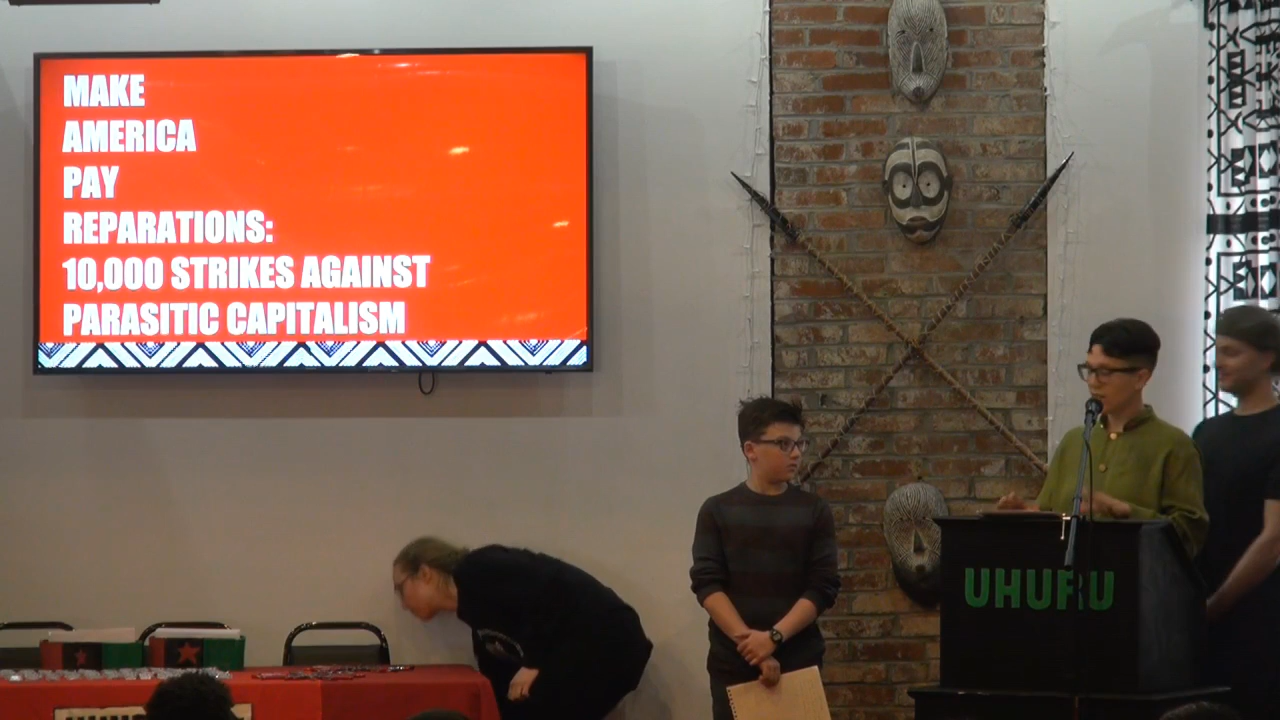 MAKE
AMERICA
PAY
REPARATIONS:
10,000 STRIKES AGAINST
PARASITIC CAPITALISM
UHURU